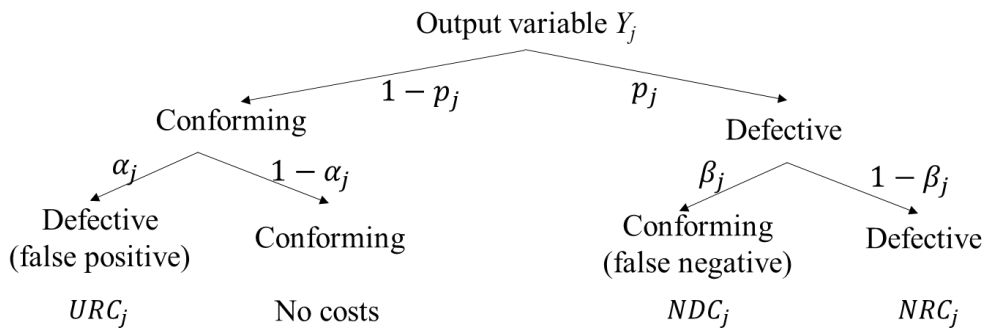 Output variable Y_j
1 − p_j
p_j
Conforming
Defective
α_j
1 − α_j
β_j
1 − β_j
Defective
(false positive)
Conforming
Conforming
(false negative)
Defective
URC_j
No costs
NDC_j
NRC_j